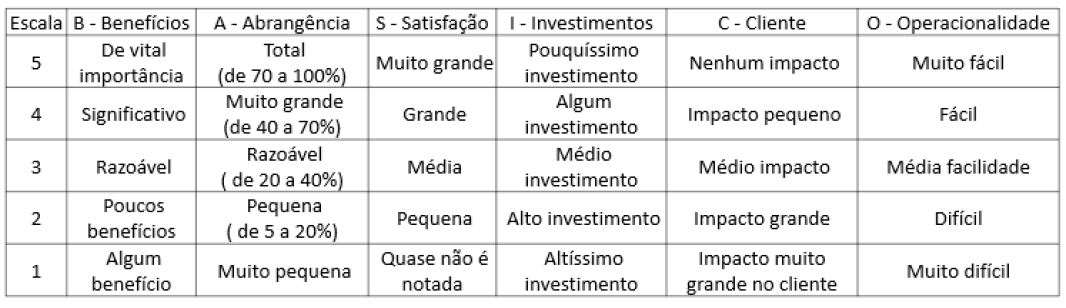 Escala B - Benefícios A - Abrangência S - Satisfação I - Investimentos C - Cliente O - Operacionalidade
5 De vital importância Total (de 70 a 100%) Muito grande Pouquíssimo investimento Nenhum impacto Muito fácil
4 Significativo Muito grande (de 40 a 70%) Grande Algum investimento Impacto pequeno Fácil
3 Razoável Razoável ( de 20 a 40%) Média Médio investimento Médio impacto Média facilidade
2 Poucos benefícios Pequena ( de 5 a 20%) Pequena Alto investimento Impacto grande Difícil
1 Algum benefício Muito pequena Quase não é notada Altíssimo investimento Impacto muito grande no cliente Muito difícil